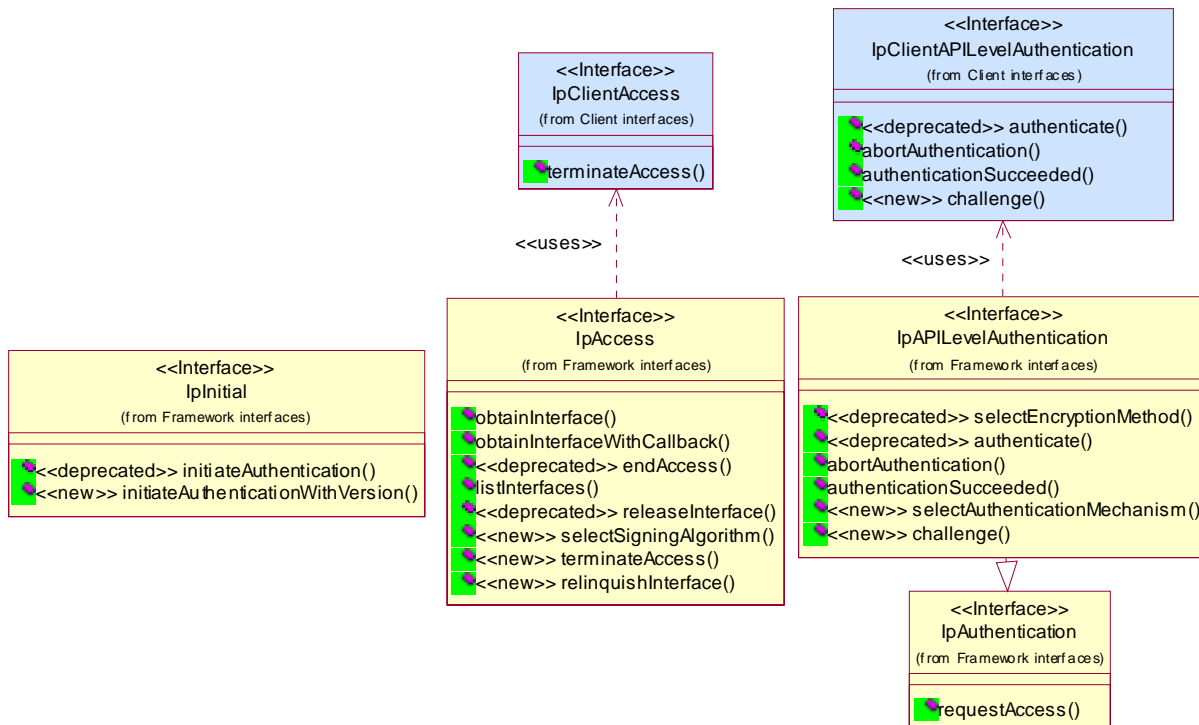 <<Interface>>
IpClientAccess
(from Client interfaces)
terminateAccess()
<<Interface>>
IpClientAPILevelAuthentication
(from Client interfaces)
<<deprecated>> authenticate()
abortAuthentication()
authenticationSucceeded()
<<new>> challenge()
<<uses>>
<<uses>>
<<Interface>>
IpInitial
(from Framework interfaces)
<<deprecated>> initiateAuthentication()
<<new>> initiateAuthenticationWithVersion()
<<Interface>>
IpAccess
(from Framework interfaces)
obtainInterface()
obtainInterfaceWithCallback()
<<deprecated>> endAccess()
listInterfaces()
<<deprecated>> releaseInterface()
<<new>> selectSigningAlgorithm()
<<new>> terminateAccess()
<<new>> relinquishInterface()
<<Interface>>
IpAPILevelAuthentication
(from Framework interfaces)
<<deprecated>> selectEncryptionMethod()
<<deprecated>> authenticate()
abortAuthentication()
authenticationSucceeded()
<<new>> selectAuthenticationMechanism()
<<new>> challenge()
<<Interface>>
IpAuthentication
(from Framework interfaces)
requestAccess()